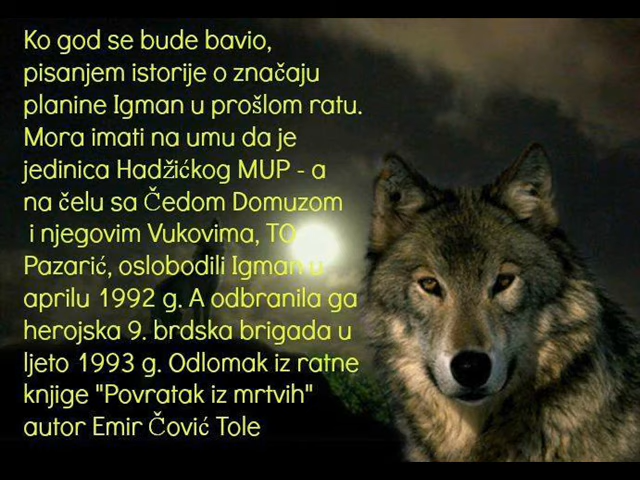 Ko god se bude bavio,
pisanjem istorije o značaju
planine Igman u prošlom ratu.
Mora imati na umu da je
jedinica Hadžićkog MUP - a
na čelu sa Čedom Domuzom
i njegovim Vukovima, TO
Pazarić, oslobodili Igman u
aprilu 1992 g. A odbranila ga
herojska 9. brdska brigada u
ljeto 1993 g. Odlomak iz ratne
knjige "Povratak iz mrtvih"
autor Emir Čović Tole